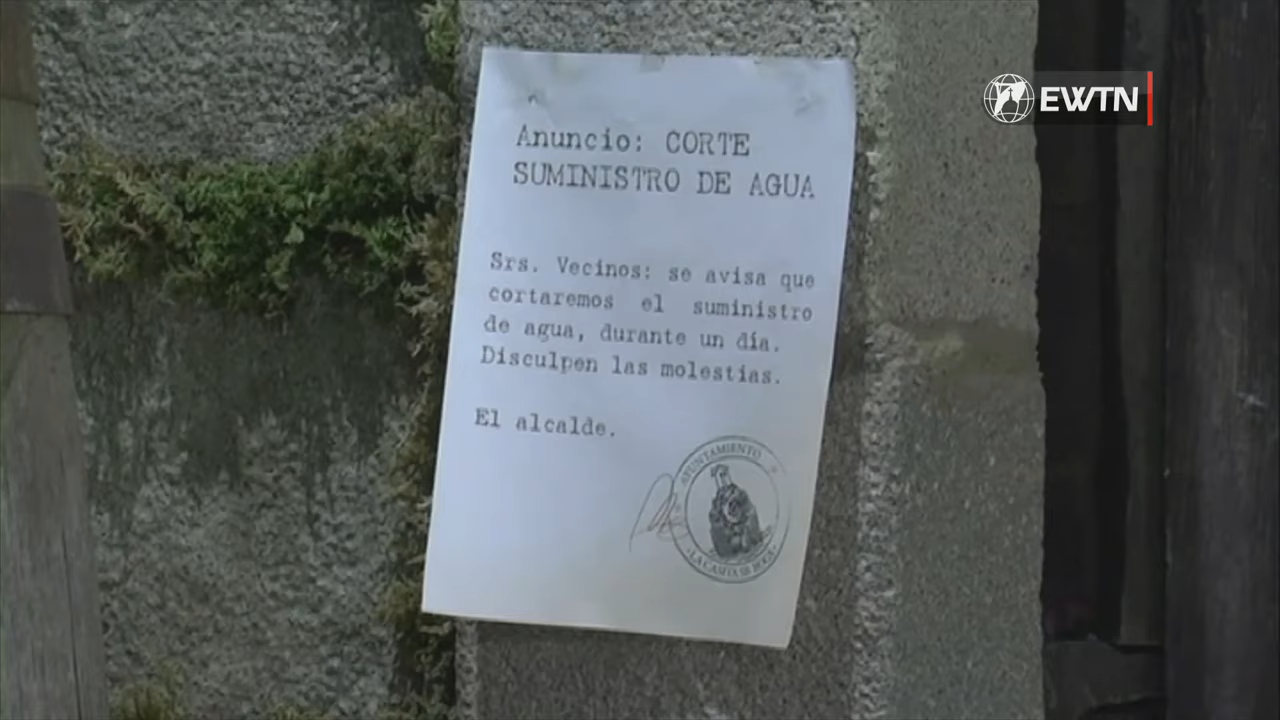 EWTN
Anuncio: CORTE
SUMINISTRO DE AGUA
Srs. Vecinos: se avisa que
cortaremos el suministro
de agua, durante un día.
Disculpen las molestias.
El alcalde.
AYUNTAMIENTO